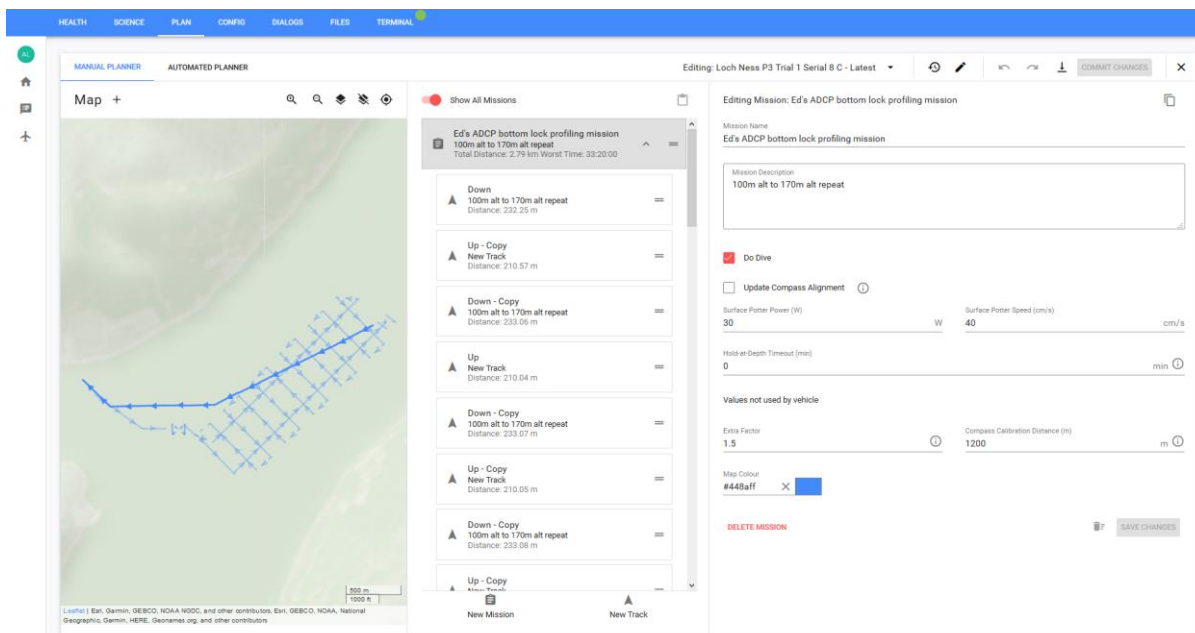 HEALTH SCIENCE PLAN CONFIG DIALOGS FILES TERMINAL
AL
MANUAL PLANNER AUTOMATED PLANNER
Editing: Loch Ness P3 Trial 1 Serial 8 C - Latest
COMMIT CHANGES
Map
500 m
1000 ft
Leaflet | Esri, Garmin, GEBCO, NOAA NGDC, and other contributors, Esri, GEBCO, NOAA, National
Geographic, Garmin, HERE, Geonames.org, and other contributors
Show All Missions
Ed's ADCP bottom lock profiling mission
100m alt to 170m alt repeat
Total Distance: 2.79 km Worst Time: 33:20:00
Down
100m alt to 170m alt repeat
Distance: 232.25 m
Up - Copy
New Track
Distance: 210.57 m
Down - Copy
100m alt to 170m alt repeat
Distance: 233.06 m
Up
New Track
Distance: 210.04 m
Down - Copy
100m alt to 170m alt repeat
Distance: 233.07 m
Up - Copy
New Track
Distance: 210.05 m
Down - Copy
100m alt to 170m alt repeat
Distance: 233.08 m
Up - Copy
New Track
New Mission New Track
Editing Mission: Ed's ADCP bottom lock profiling mission
Mission Name
Ed's ADCP bottom lock profiling mission
Mission Description
100m alt to 170m alt repeat
Do Dive
Update Compass Alignment
Surface Potter Power (W) Surface Potter Speed (cm/s)
30 W 40 cm/s
Hold-at-Depth Timeout (min)
0 min
Values not used by vehicle
Extra Factor Compass Calibration Distance (m)
1.5 1200 m
Map Colour
#448aff
DELETE MISSION SAVE CHANGES